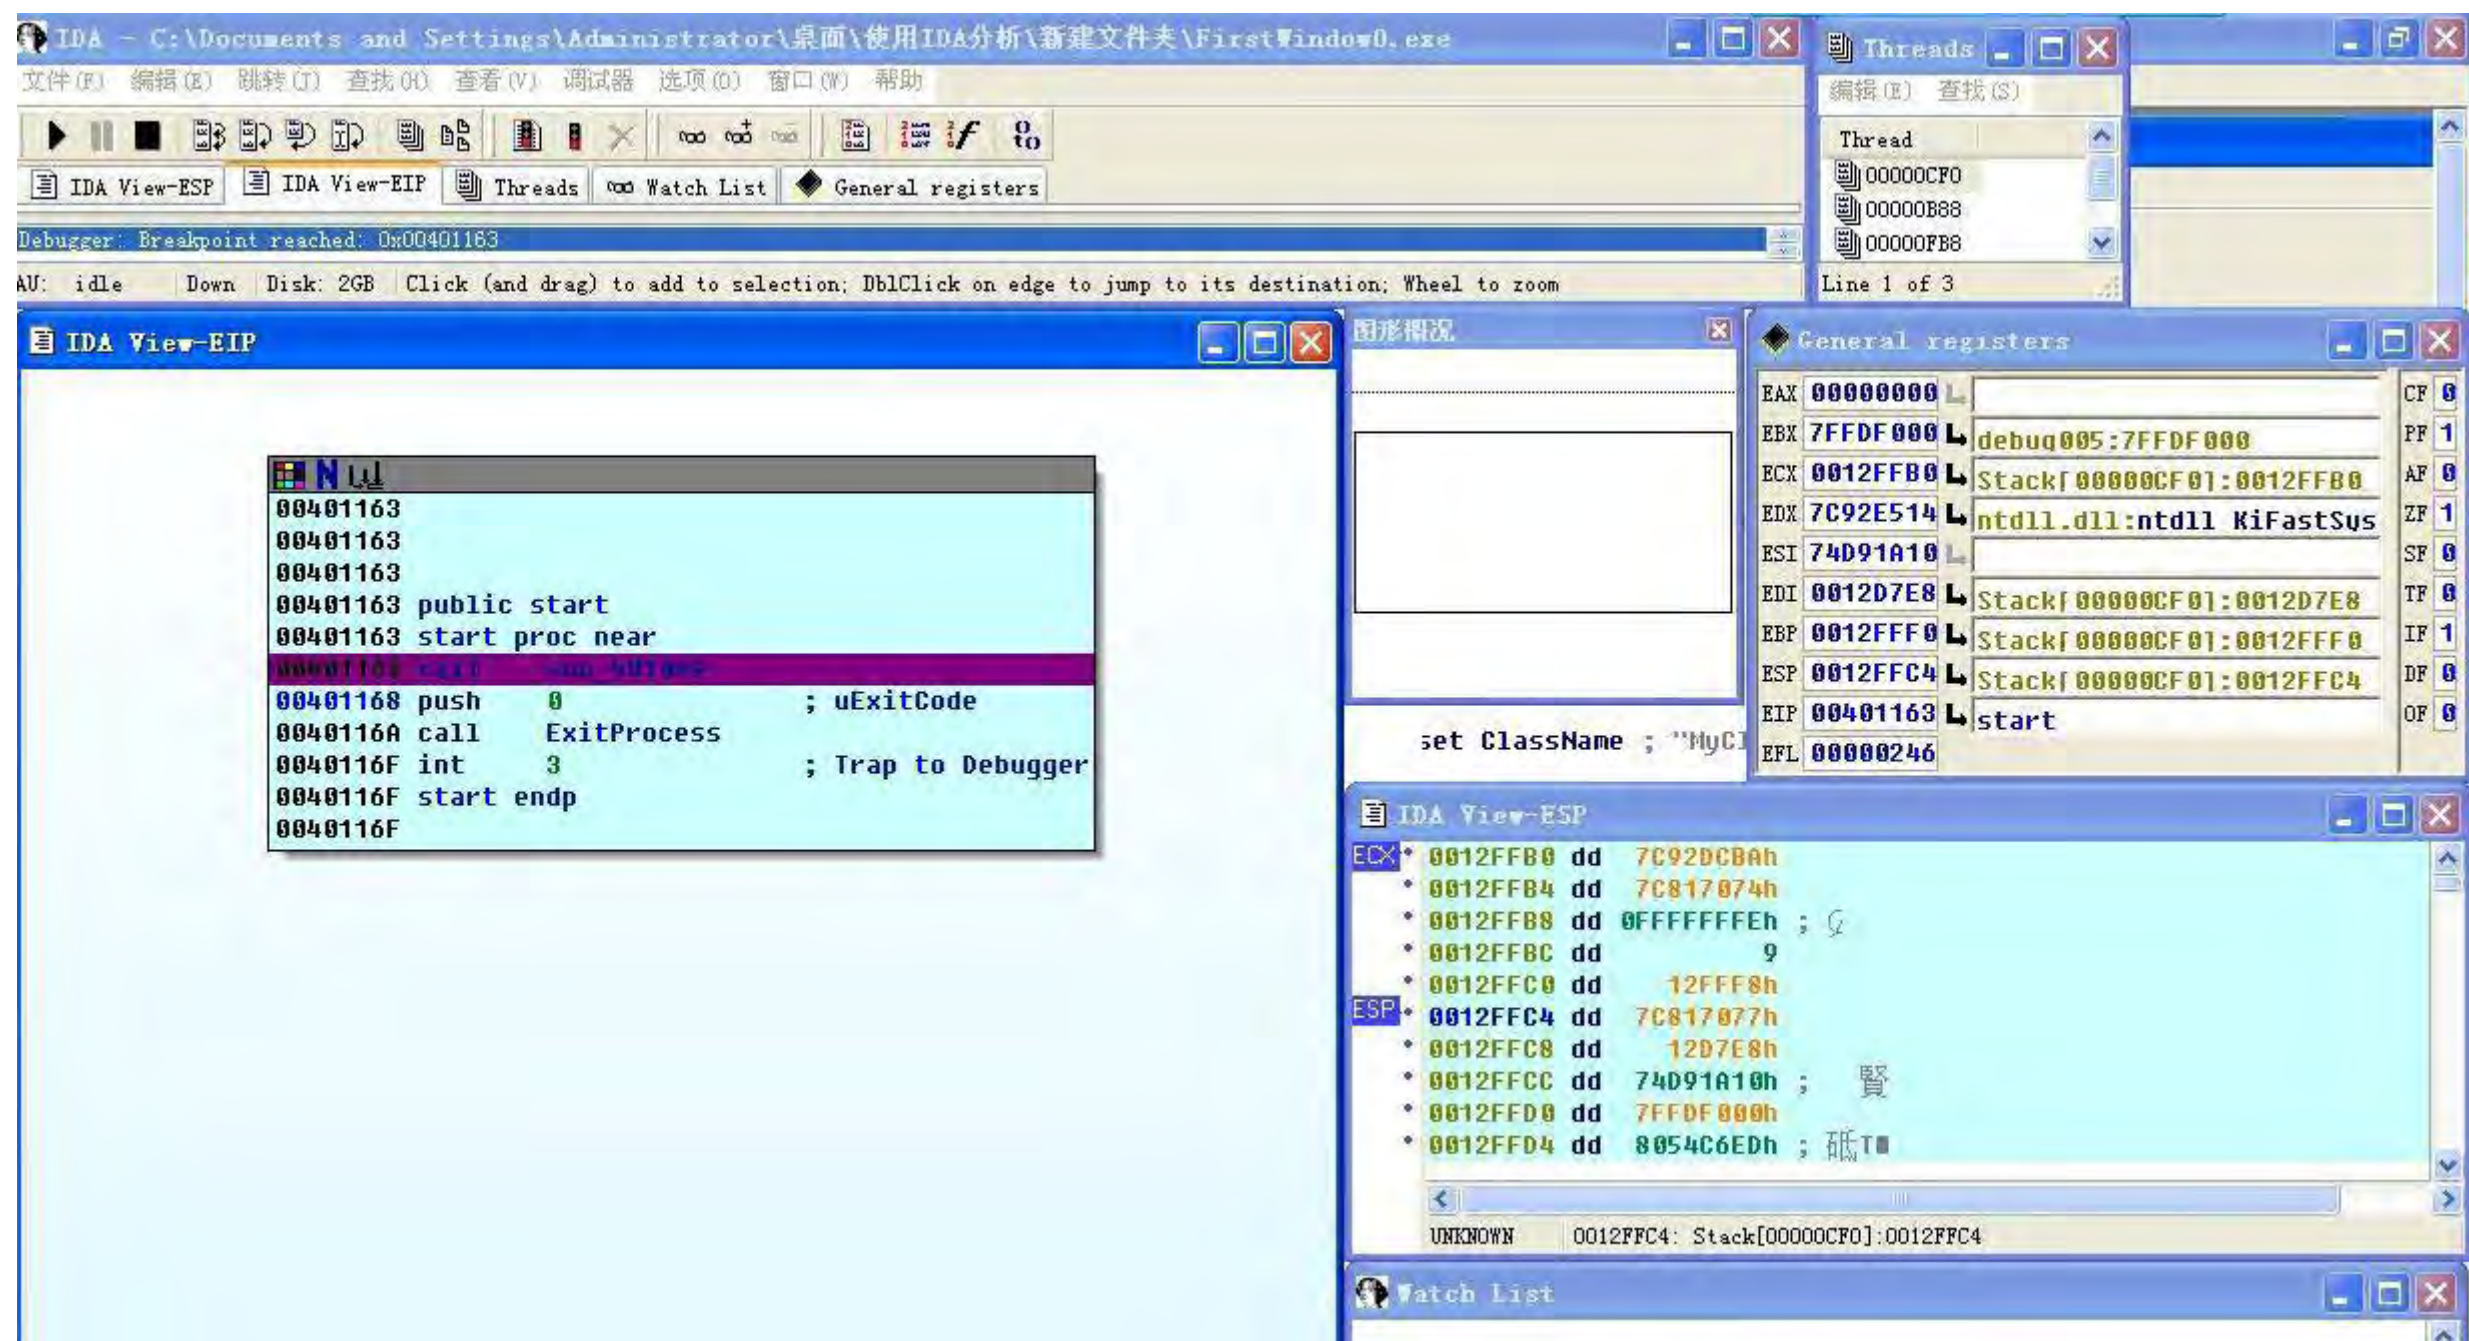 IDA - C:\Documents and Settings\Administrator\桌面\使用IDA分析\新建文件夹\FirstWindow0.exe
文件(F) 编辑(E) 跳转(J) 查找(H) 查看(V) 调试器 选项(O) 窗口(W) 帮助
IDA View-ESP IDA View-EIP Threads Watch List General registers
Debugger: Breakpoint reached: 0x00401163
AU: idle Down Disk: 2GB Click (and drag) to add to selection; DblClick on edge to jump to its destination; Wheel to zoom
Threads
编辑(E) 查找(S)
Thread
00000CF0
00000B88
00000FB8
Line 1 of 3
IDA View-EIP
00401163
00401163
00401163
00401163 public start
00401163 start proc near
00401163 call
00401168 push 0 ; uExitCode
0040116A call ExitProcess
0040116F int 3 ; Trap to Debugger
0040116F start endp
0040116F
图形概况
set ClassName ; "MyCl
General registers
EAX 00000000 CF 0
EBX 7FFDF000 debug005:7FFDF000 PF 1
ECX 0012FFB0 Stack[00000CF0]:0012FFB0 AF 0
EDX 7C92E514 ntdll.dll:ntdll_KiFastSys ZF 1
ESI 74D91A10 SF 0
EDI 0012D7E8 Stack[00000CF0]:0012D7E8 TF 0
EBP 0012FFF0 Stack[00000CF0]:0012FFF0 IF 1
ESP 0012FFC4 Stack[00000CF0]:0012FFC4 DF 0
EIP 00401163 start OF 0
EFL 00000246
IDA View-ESP
ECX 0012FFB0 dd 7C92DCBAh
0012FFB4 dd 7C817074h
0012FFB8 dd 0FFFFFFFEh ;
0012FFBC dd 9
0012FFC0 dd 12FFF8h
ESP 0012FFC4 dd 7C817077h
0012FFC8 dd 12D7E8h
0012FFCC dd 74D91A10h ; 賢
0012FFD0 dd 7FFDF000h
0012FFD4 dd 8054C6EDh ; 砥T
UNKNOWN 0012FFC4: Stack[00000CF0]:0012FFC4
Watch List